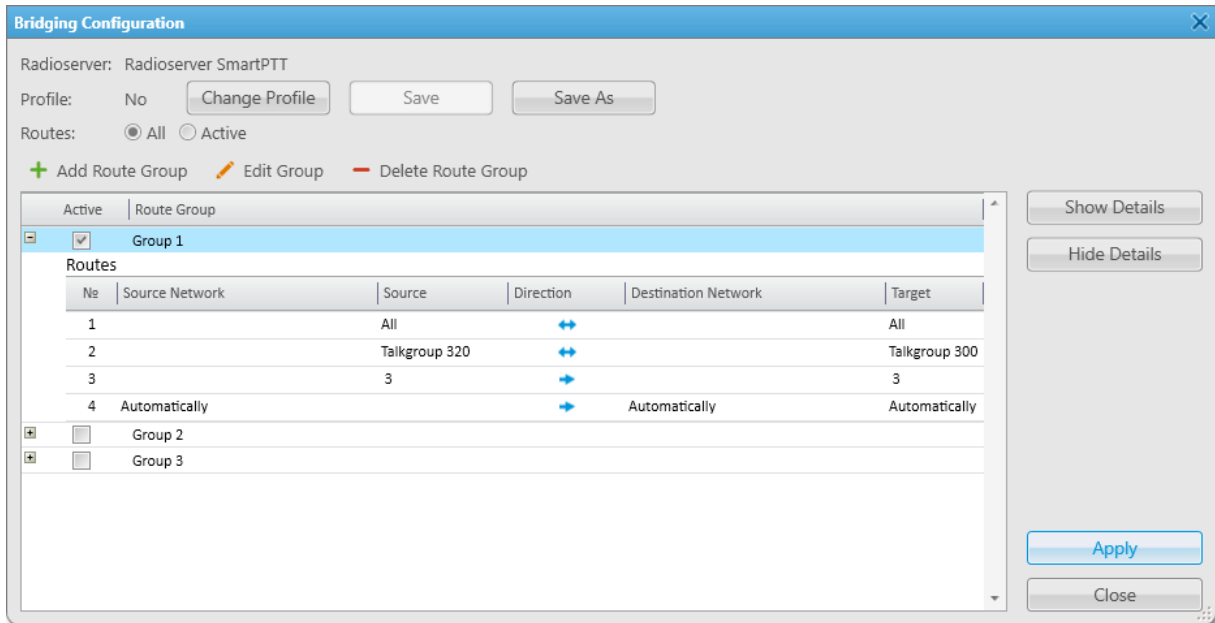 Bridging Configuration
Radioserver: Radioserver SmartPTT
Profile: No Change Profile Save Save As
Routes: All Active
Add Route Group Edit Group Delete Route Group
Active Route Group Show Details
Group 1
Routes Hide Details
№ Source Network Source Direction Destination Network Target
1 All All
2 Talkgroup 320 Talkgroup 300
3 3 3
4 Automatically Automatically Automatically
Group 2
Group 3
Apply
Close